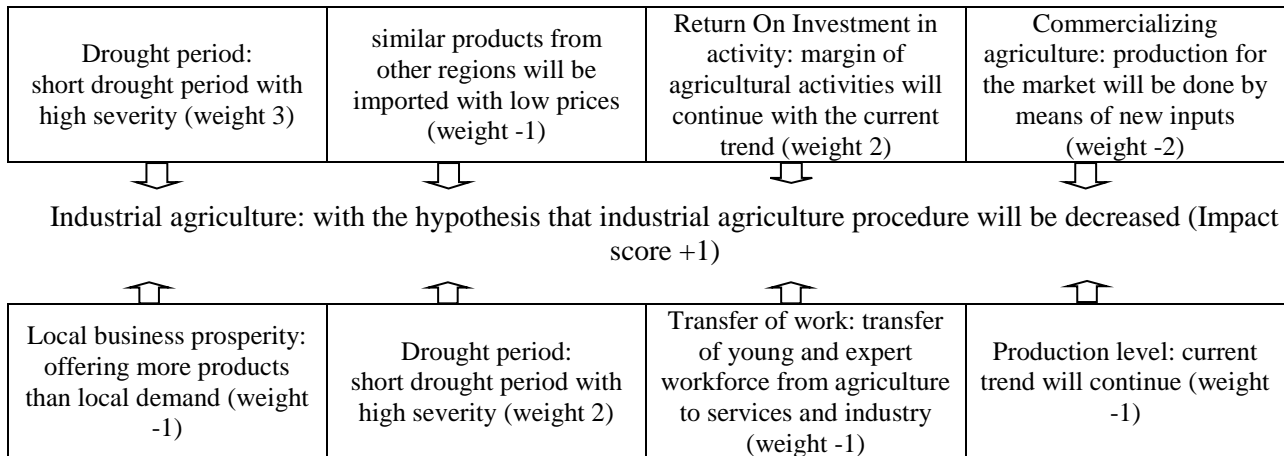 Drought period:
short drought period with
high severity (weight 3)
similar products from
other regions will be
imported with low prices
(weight -1)
Return On Investment in
activity: margin of
agricultural activities will
continue with the current
trend (weight 2)
Commercializing
agriculture: production for
the market will be done by
means of new inputs
(weight -2)
Industrial agriculture: with the hypothesis that industrial agriculture procedure will be decreased (Impact
score +1)
Local business prosperity:
offering more products
than local demand (weight
-1)
Drought period:
short drought period with
high severity (weight 2)
Transfer of work: transfer
of young and expert
workforce from agriculture
to services and industry
(weight -1)
Production level: current
trend will continue (weight
-1)